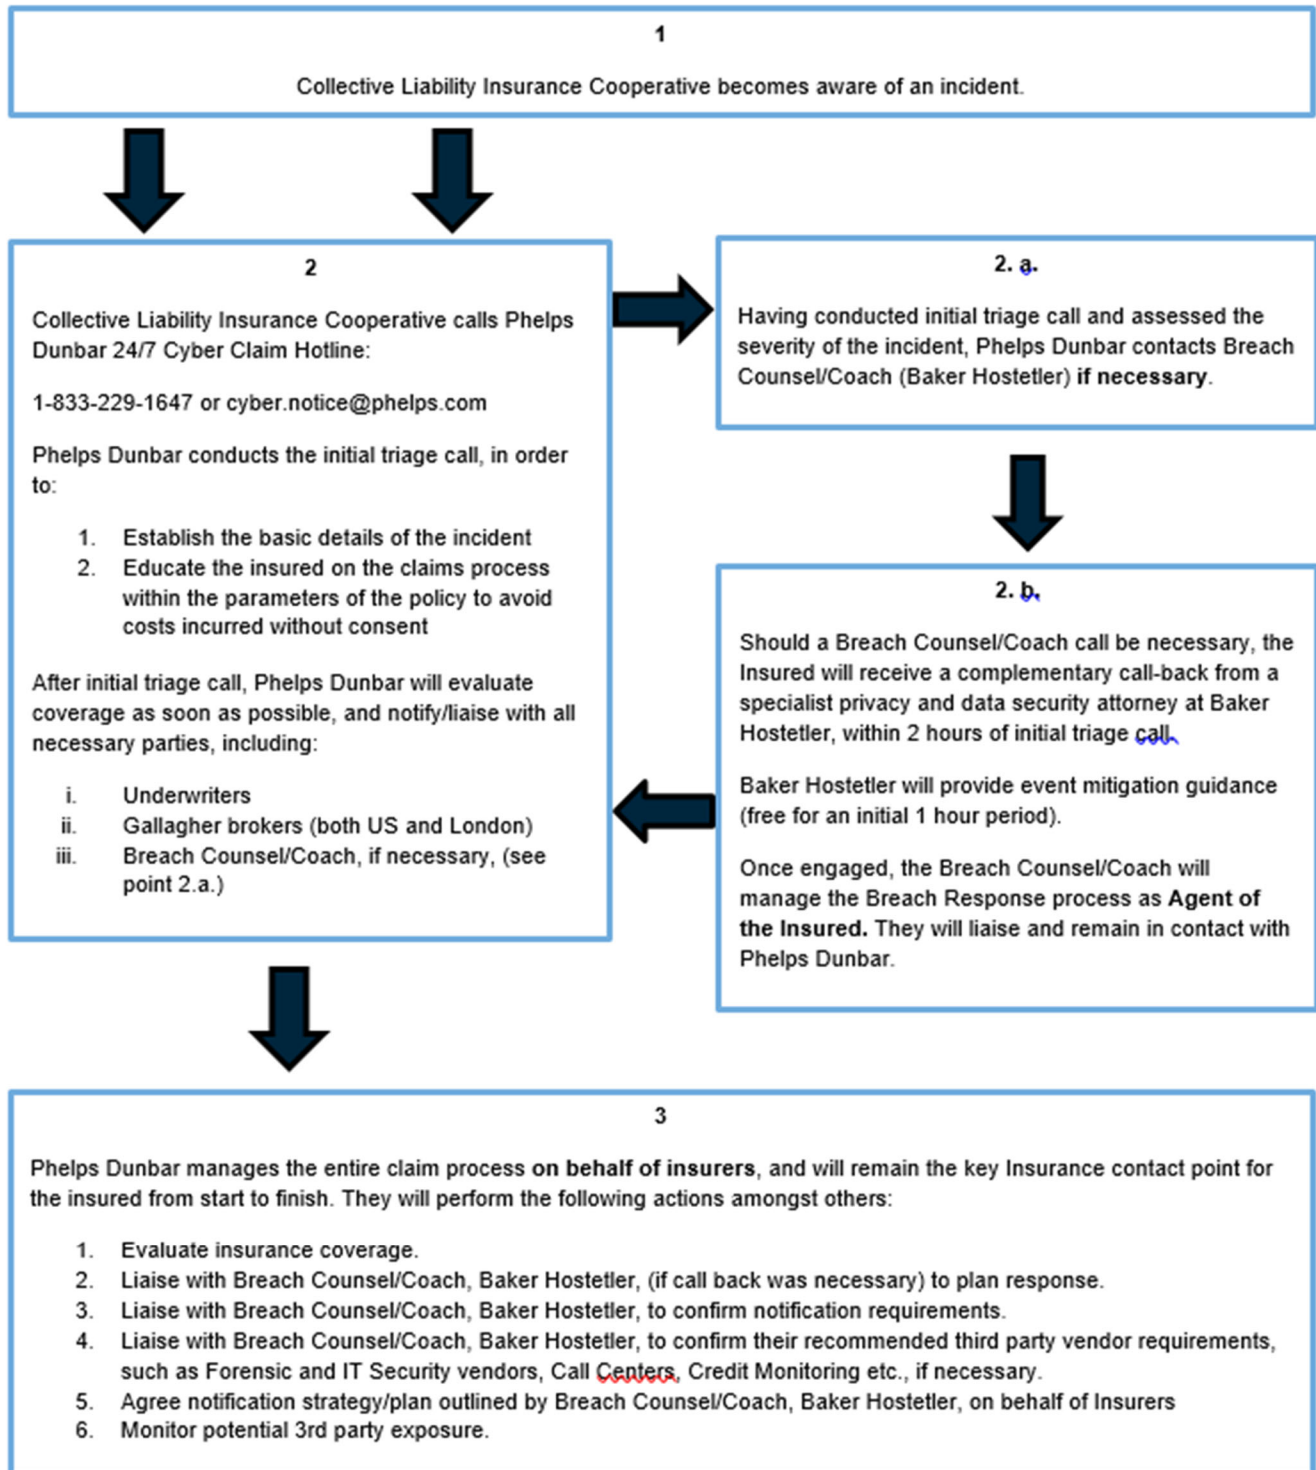 1
Collective Liability Insurance Cooperative becomes aware of an incident.
2
Collective Liability Insurance Cooperative calls Phelps
Dunbar 24/7 Cyber Claim Hotline:
1-833-229-1647 or cyber.notice@phelps.com
Phelps Dunbar conducts the initial triage call, in order
to:
1. Establish the basic details of the incident
2. Educate the insured on the claims process
within the parameters of the policy to avoid
costs incurred without consent
After initial triage call, Phelps Dunbar will evaluate
coverage as soon as possible, and notify/liaise with all
necessary parties, including:
i. Underwriters
ii. Gallagher brokers (both US and London)
iii. Breach Counsel/Coach, if necessary, (see
point 2.a.)
2. a.
Having conducted initial triage call and assessed the
severity of the incident, Phelps Dunbar contacts Breach
Counsel/Coach (Baker Hostetler) if necessary.
2. b.
Should a Breach Counsel/Coach call be necessary, the
Insured will receive a complementary call-back from a
specialist privacy and data security attorney at Baker
Hostetler, within 2 hours of initial triage call.
Baker Hostetler will provide event mitigation guidance
(free for an initial 1 hour period).
Once engaged, the Breach Counsel/Coach will
manage the Breach Response process as Agent of
the Insured. They will liaise and remain in contact with
Phelps Dunbar.
3
Phelps Dunbar manages the entire claim process on behalf of insurers, and will remain the key Insurance contact point for
the insured from start to finish. They will perform the following actions amongst others:
1. Evaluate insurance coverage.
2. Liaise with Breach Counsel/Coach, Baker Hostetler, (if call back was necessary) to plan response.
3. Liaise with Breach Counsel/Coach, Baker Hostetler, to confirm notification requirements.
4. Liaise with Breach Counsel/Coach, Baker Hostetler, to confirm their recommended third party vendor requirements,
such as Forensic and IT Security vendors, Call Centers, Credit Monitoring etc., if necessary.
5. Agree notification strategy/plan outlined by Breach Counsel/Coach, Baker Hostetler, on behalf of Insurers
6. Monitor potential 3rd party exposure.